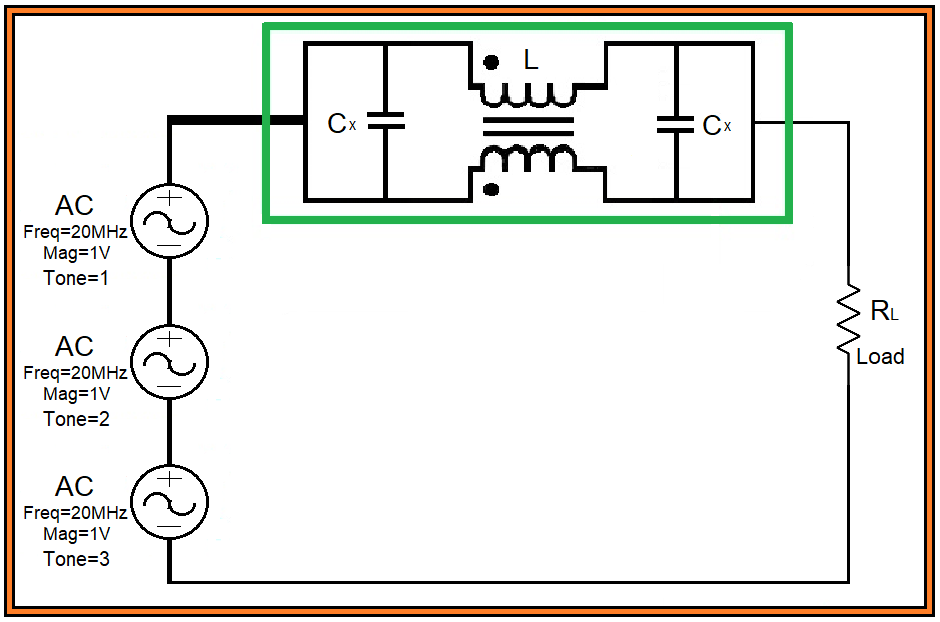 L
Cx
Cx
AC
Freq=20MHz
Mag=1V
Tone=1
RL
Load
AC
Freq=20MHz
Mag=1V
Tone=2
AC
Freq=20MHz
Mag=1V
Tone=3